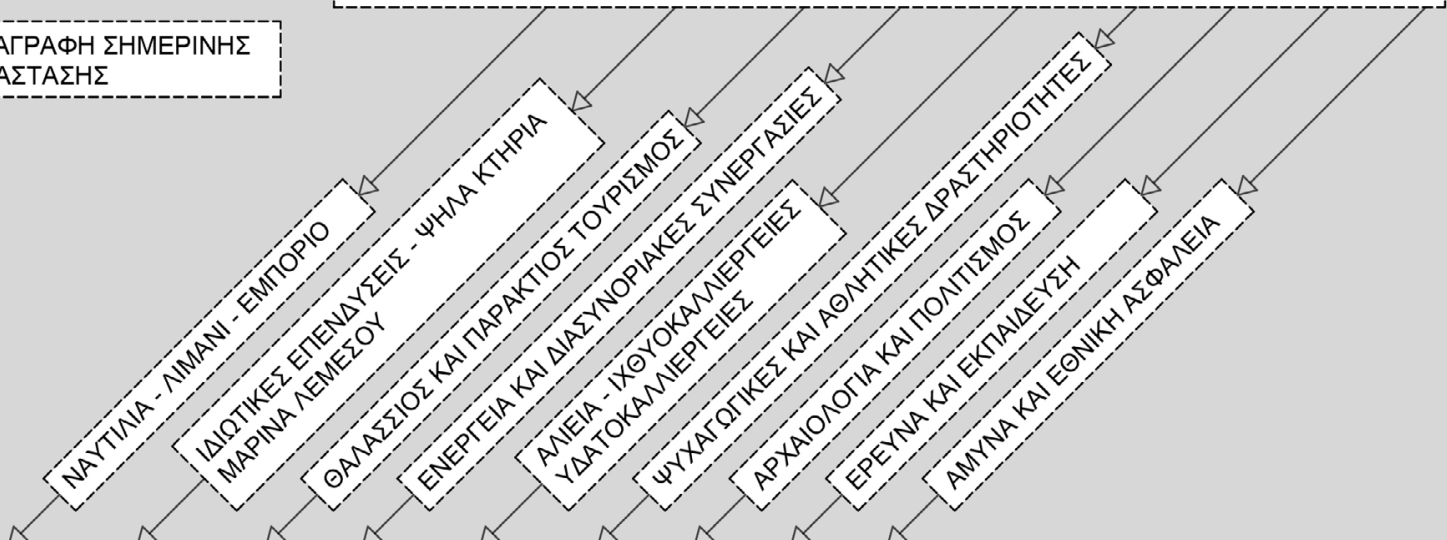 ΑΓΡΑΦΗ ΣΗΜΕΡΙΝΗΣ
ΑΣΤΑΣΗΣ
ΝΑΥΤΙΛΙΑ - ΛΙΜΑΝΙ - ΕΜΠΟΡΙΟ
ΙΔΙΩΤΙΚΕΣ ΕΠΕΝΔΥΣΕΙΣ - ΨΗΛΑ ΚΤΗΡΙΑ
ΜΑΡΙΝΑ ΛΕΜΕΣΟΥ
ΘΑΛΑΣΣΙΟΣ ΚΑΙ ΠΑΡΑΚΤΙΟΣ ΤΟΥΡΙΣΜΟΣ
ΕΝΕΡΓΕΙΑ ΚΑΙ ΔΙΑΣΥΝΟΡΙΑΚΕΣ ΣΥΝΕΡΓΑΣΙΕΣ
ΑΛΙΕΙΑ - ΙΧΘΥΟΚΑΛΛΙΕΡΓΕΙΕΣ
ΥΔΑΤΟΚΑΛΛΙΕΡΓΕΙΕΣ
ΨΥΧΑΓΩΓΙΚΕΣ ΚΑΙ ΑΘΛΗΤΙΚΕΣ ΔΡΑΣΤΗΡΙΟΤΗΤΕΣ
ΑΡΧΑΙΟΛΟΓΙΑ ΚΑΙ ΠΟΛΙΤΙΣΜΟΣ
ΕΡΕΥΝΑ ΚΑΙ ΕΚΠΑΙΔΕΥΣΗ
ΑΜΥΝΑ ΚΑΙ ΕΘΝΙΚΗ ΑΣΦΑΛΕΙΑ